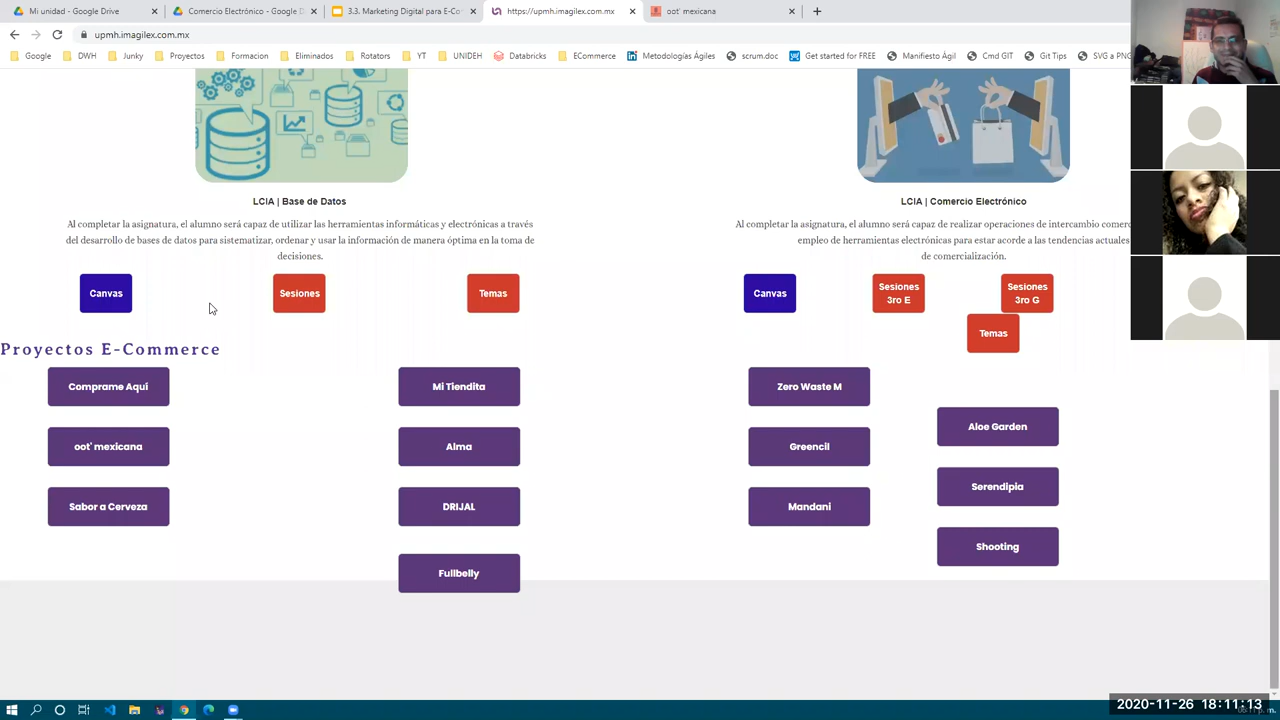 Mi unidad - Google Drive
Comercio Electrónico - Google D
3.3. Marketing Digital para E-Co
https://upmh.imagilex.com.mx
oot' mexicana
upmh.imagilex.com.mx
Google
DWH
Junky
Proyectos
Formacion
Eliminados
Rotators
YT
UNIDEH
Databricks
ECommerce
Metodologías Ágiles
scrum.doc
Get started for FREE
Manifiesto Ágil
Cmd GIT
Git Tips
SVG a PNG
LCIA | Base de Datos
Al completar la asignatura, el alumno será capaz de utilizar las herramientas informáticas y electrónicas a través
del desarrollo de bases de datos para sistematizar, ordenar y usar la información de manera óptima en la toma de
decisiones.
Canvas
Sesiones
Temas
LCIA | Comercio Electrónico
Al completar la asignatura, el alumno será capaz de realizar operaciones de intercambio comerc
empleo de herramientas electrónicas para estar acorde a las tendencias actuales
de comercialización.
Canvas
Sesiones
3ro E
Sesiones
3ro G
Temas
Proyectos E-Commerce
Comprame Aquí
Mi Tiendita
Zero Waste M
Aloe Garden
oot' mexicana
Alma
Greencil
Serendipia
Sabor a Cerveza
DRIJAL
Mandani
Shooting
Fullbelly
2020-11-26 18:11:13